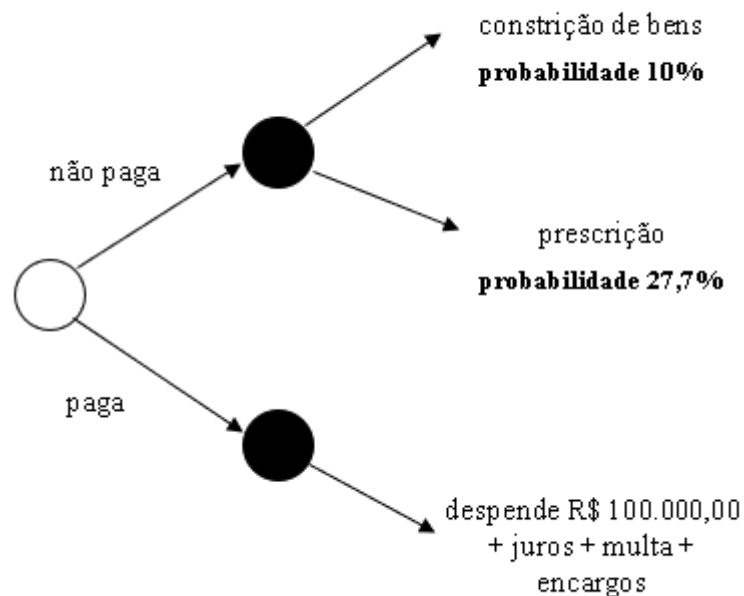 constrição de bens
probabilidade 10%
não paga
prescrição
probabilidade 27,7%
paga
despende R$ 100.000,00
+ juros + multa +
encargos